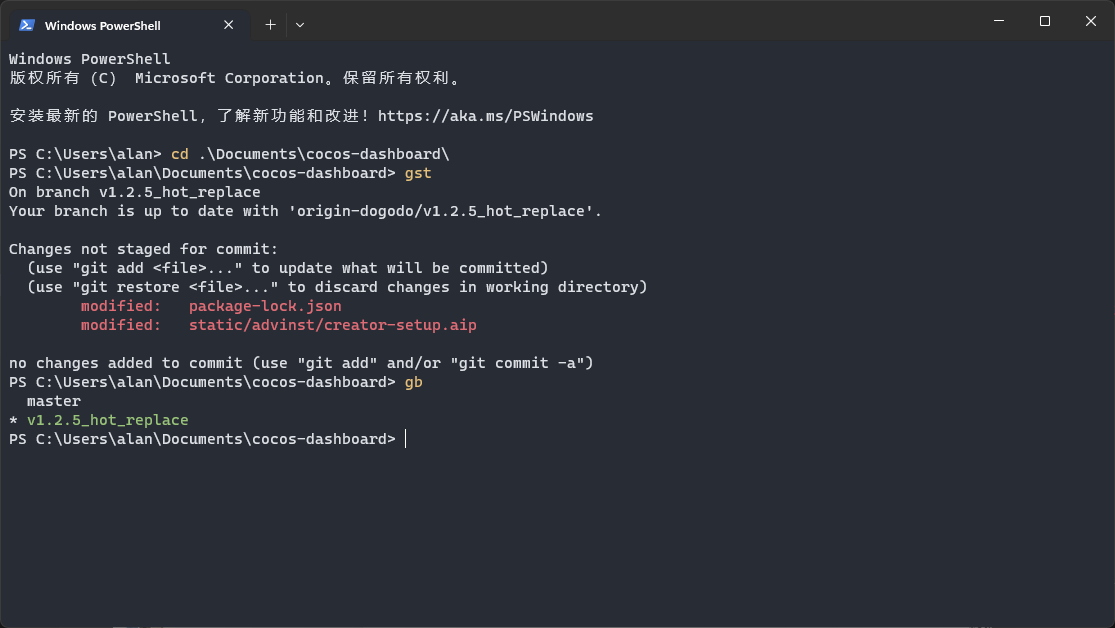 Windows PowerShell
Windows PowerShell
版权所有 (C)  Microsoft Corporation。保留所有权利。
安装最新的 PowerShell，了解新功能和改进！https://aka.ms/PSWindows
PS C:\Users\alan> cd .\Documents\cocos-dashboard\
PS C:\Users\alan\Documents\cocos-dashboard> gst
On branch v1.2.5_hot_replace
Your branch is up to date with 'origin-dogodo/v1.2.5_hot_replace'.
Changes not staged for commit:
  (use "git add <file>..." to update what will be committed)
  (use "git restore <file>..." to discard changes in working directory)
        modified:   package-lock.json
        modified:   static/advinst/creator-setup.aip
no changes added to commit (use "git add" and/or "git commit -a")
PS C:\Users\alan\Documents\cocos-dashboard> gb
  master
* v1.2.5_hot_replace
PS C:\Users\alan\Documents\cocos-dashboard>